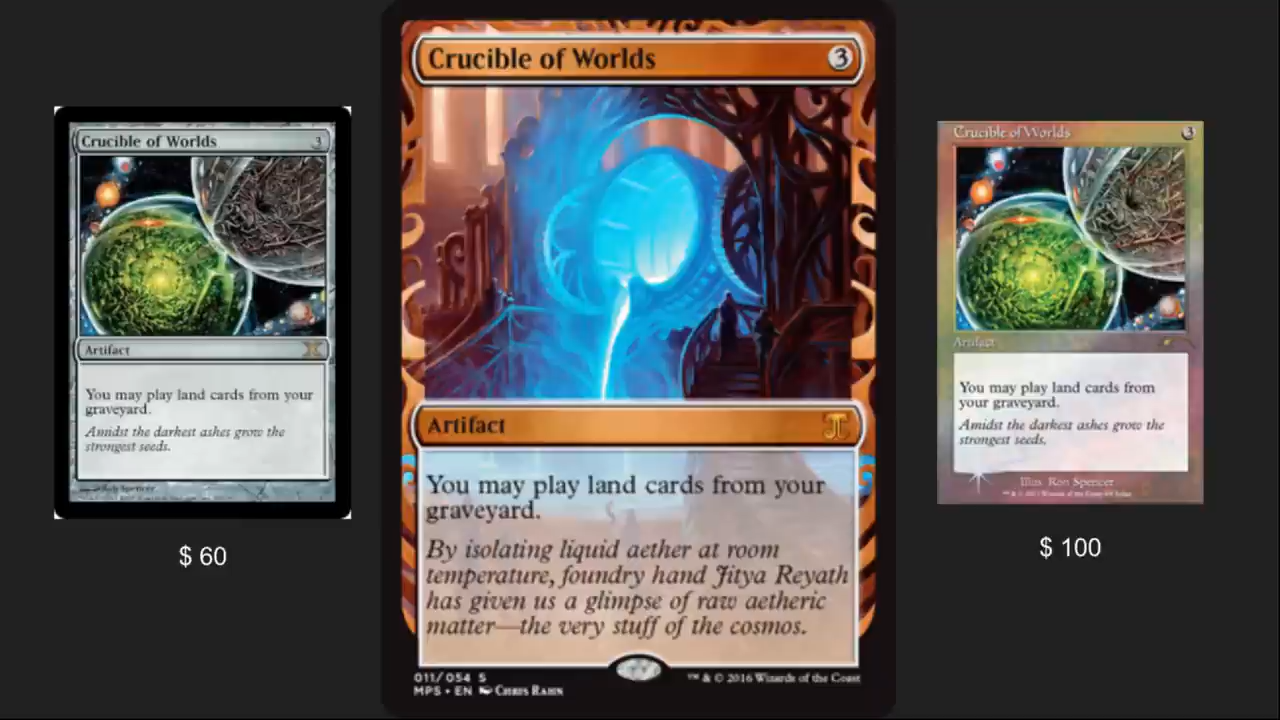 Crucible of Worlds 3
Artifact
You may play land cards from your
graveyard.
Amidst the darkest ashes grow the
strongest seeds.
$ 60
Crucible of Worlds 3
Artifact
You may play land cards from your
graveyard.
By isolating liquid aether at room
temperature, foundry hand Jitya Reyath
has given us a glimpse of raw aetheric
matter—the very stuff of the cosmos.
011/054 S
MPS • EN Chris Rahn
™ & © 2016 Wizards of the Coast
Crucible of Worlds 3
Artifact
You may play land cards from
your graveyard.
Amidst the darkest ashes grow the
strongest seeds.
Illus. Ron Spencer
$ 100